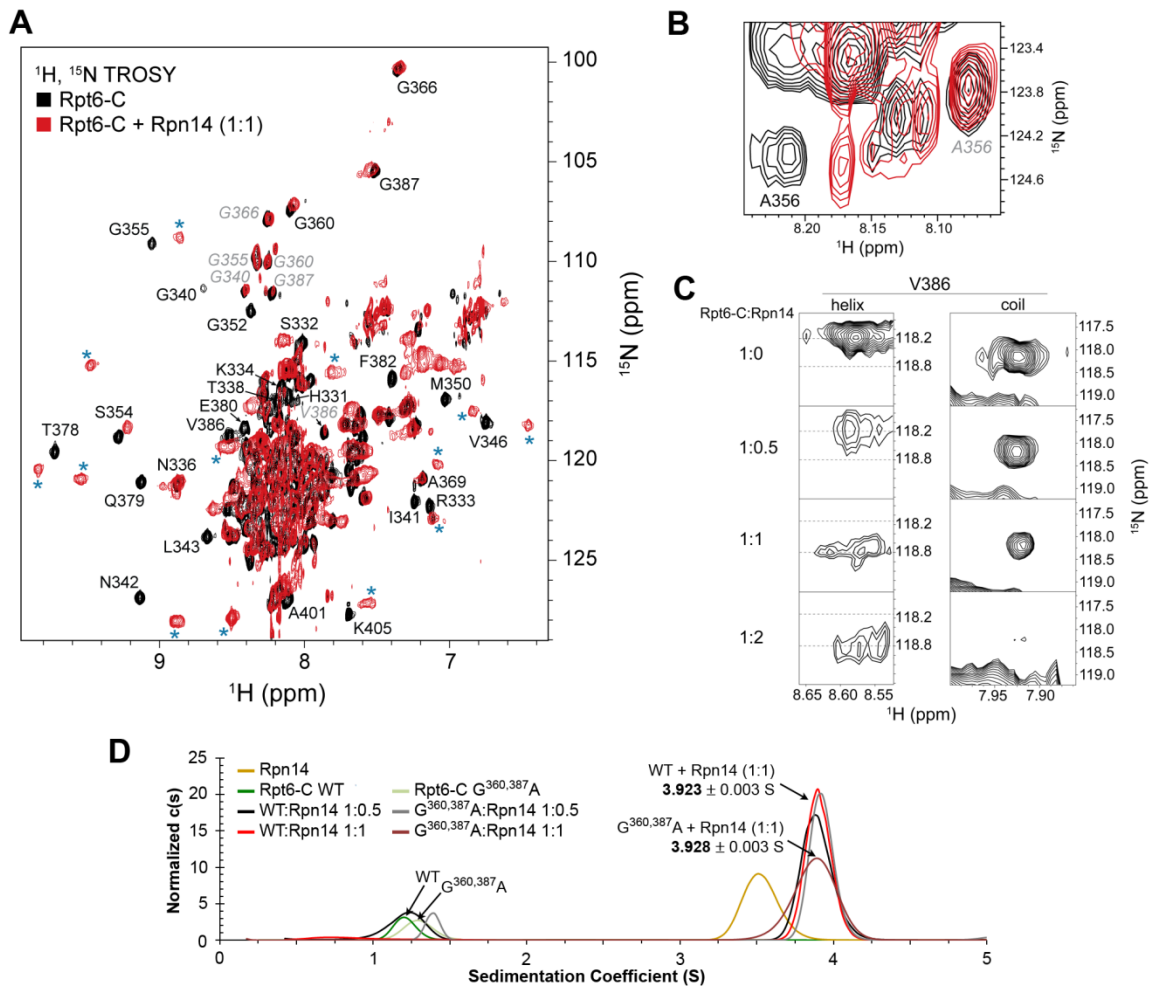 A
¹H, ¹⁵N TROSY
Rpt6-C
Rpt6-C + Rpn14 (1:1)
100
105
110
115
120
125
¹⁵N (ppm)
9
8
7
¹H (ppm)
G366
G387
G366
G360
G355
*
G355
G360
G340
G387
G340
G352
S332
*
K334
T338
H331
*
F382
M350
E380
V386
V386
*
V346
*
S354
T378
*
N336
*
*
A369
Q379
*
I341
R333
L343
*
N342
A401
*
K405
*
*
B
123.4
123.8
124.2
124.6
¹⁵N (ppm)
A356
A356
8.20
8.15
8.10
¹H (ppm)
C
V386
Rpt6-C:Rpn14
helix
coil
1:0
118.2
118.8
117.5
118.0
118.5
119.0
1:0.5
118.2
118.8
117.5
118.0
118.5
119.0
1:1
118.2
118.8
117.5
118.0
118.5
119.0
1:2
118.2
118.8
117.5
118.0
118.5
119.0
¹⁵N (ppm)
8.65
8.60
8.55
7.95
7.90
¹H (ppm)
D
Normalized c(s)
25
20
15
10
5
0
Rpn14
Rpt6-C WT
Rpt6-C G³⁶⁰,³⁸⁷A
WT:Rpn14 1:0.5
G³⁶⁰,³⁸⁷A:Rpn14 1:0.5
WT:Rpn14 1:1
G³⁶⁰,³⁸⁷A:Rpn14 1:1
WT + Rpn14 (1:1)
3.923 ± 0.003 S
G³⁶⁰,³⁸⁷A + Rpn14 (1:1)
3.928 ± 0.003 S
WT
G³⁶⁰,³⁸⁷A
0
1
2
3
4
5
Sedimentation Coefficient (S)